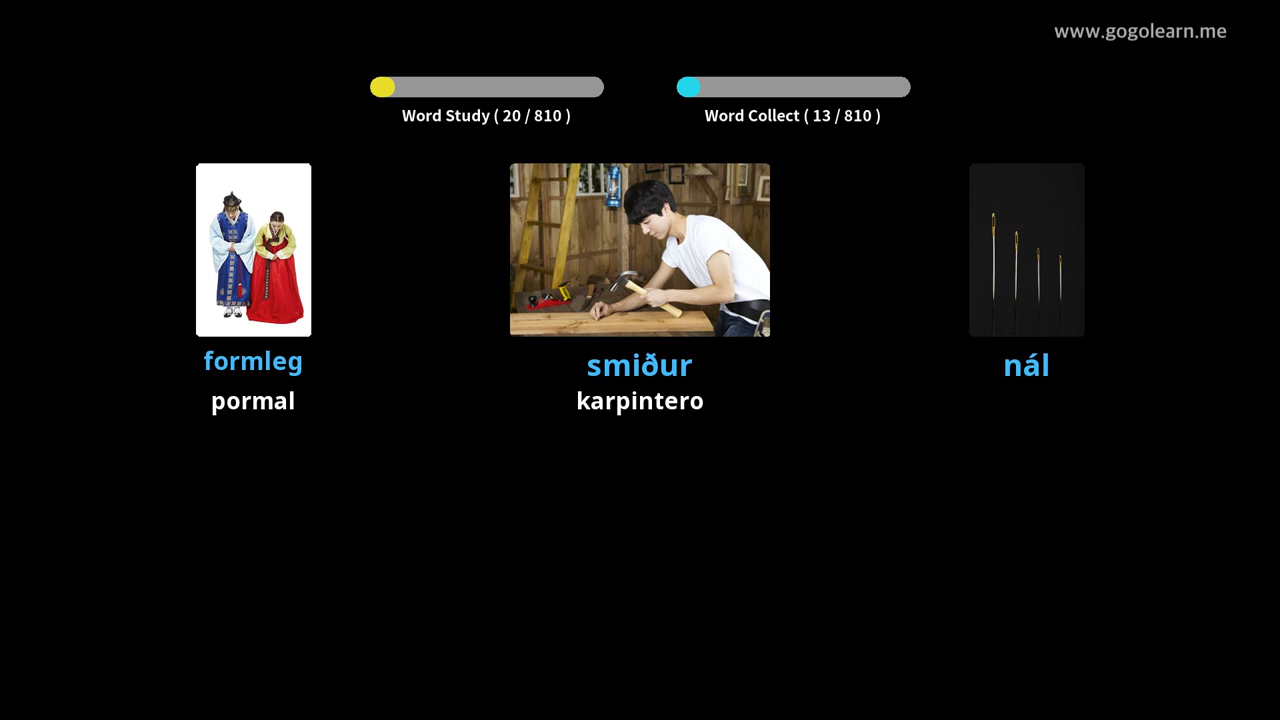 www.gogolearn.me
Word Study ( 20 / 810 )
Word Collect ( 13 / 810 )
formleg
pormal
smiður
karpintero
nál